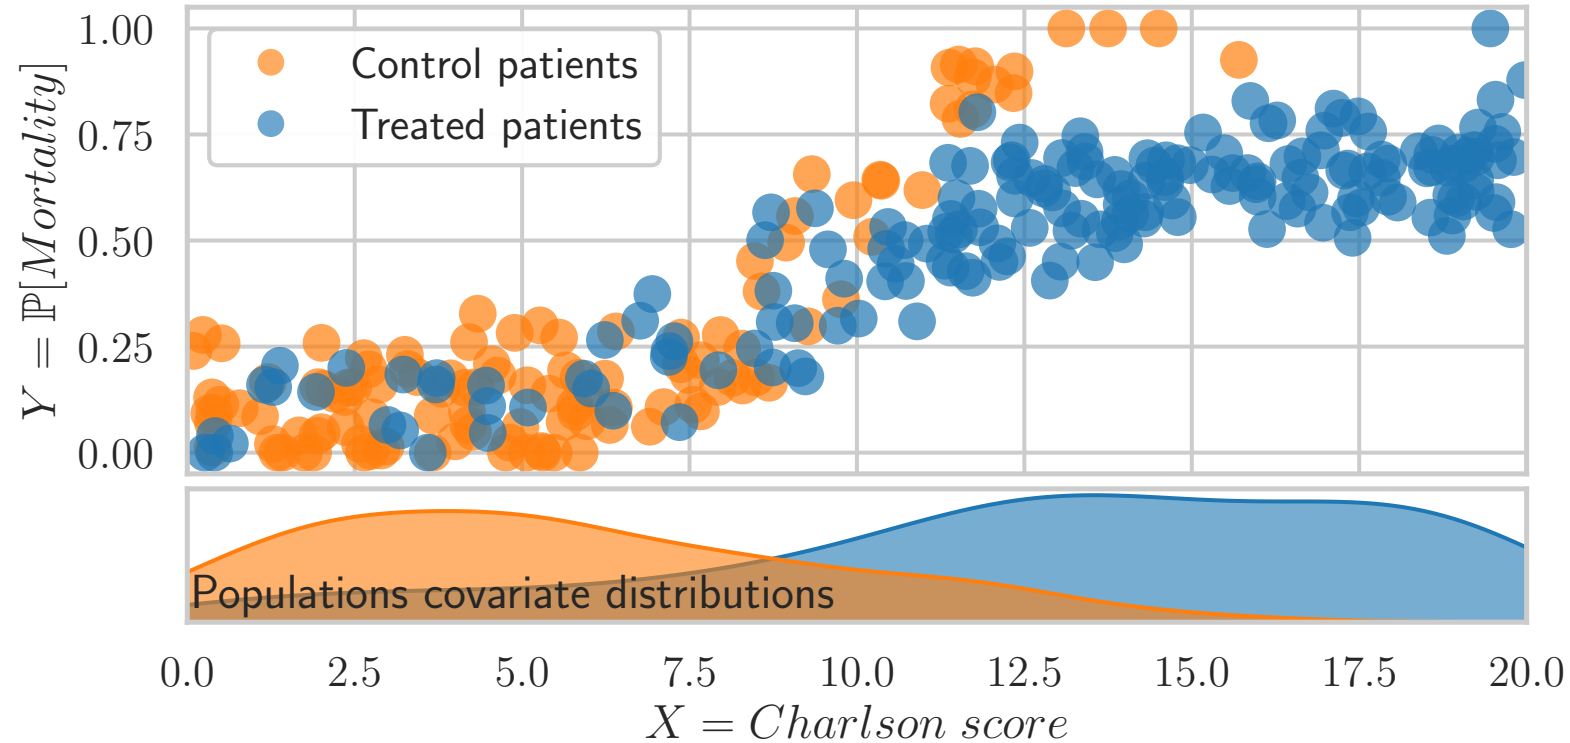 Y = ℙ[Mortality]
1.00
0.75
0.50
0.25
0.00
Control patients
Treated patients
Populations covariate distributions
0.0 2.5 5.0 7.5 10.0 12.5 15.0 17.5 20.0
X = Charlson score